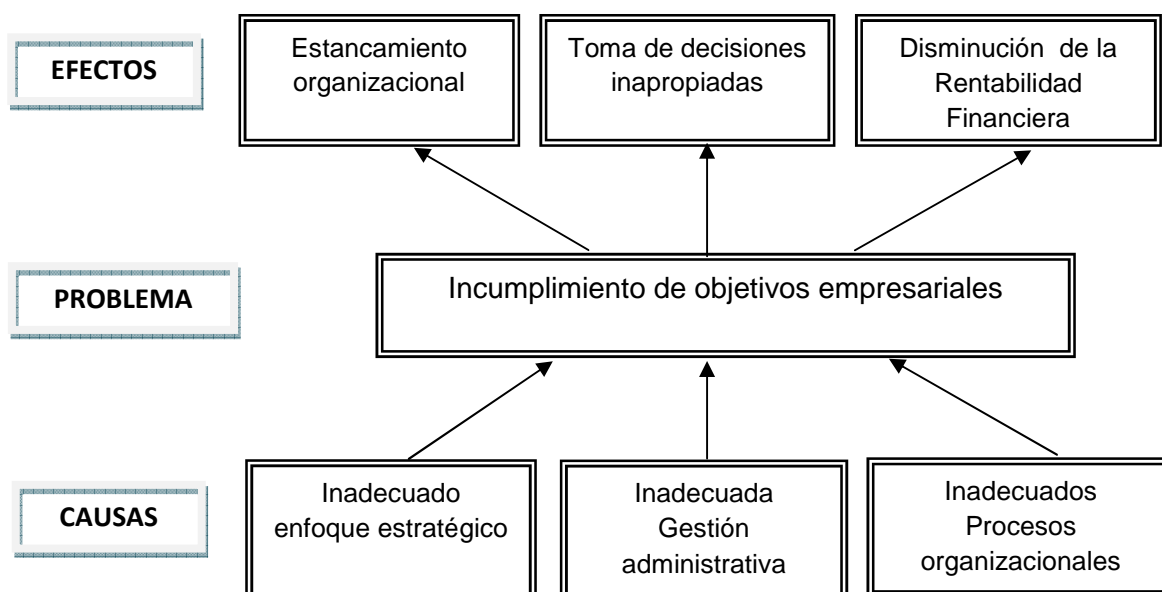 EFECTOS
Estancamiento
organizacional
Toma de decisiones
inapropiadas
Disminución de la
Rentabilidad
Financiera
PROBLEMA
Incumplimiento de objetivos empresariales
CAUSAS
Inadecuado
enfoque estratégico
Inadecuada
Gestión
administrativa
Inadecuados
Procesos
organizacionales